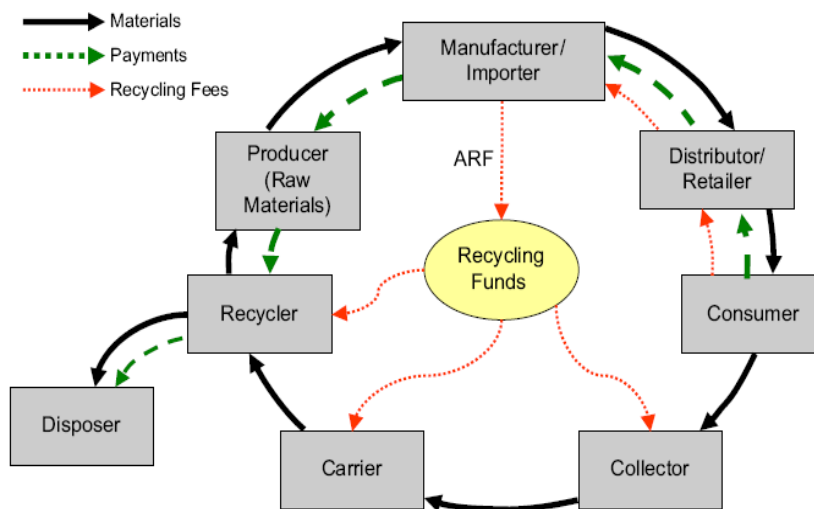 Materials
Payments
Recycling Fees
Manufacturer/
Importer
Producer
(Raw
Materials)
ARF
Distributor/
Retailer
Recycling
Funds
Recycler
Consumer
Disposer
Carrier
Collector